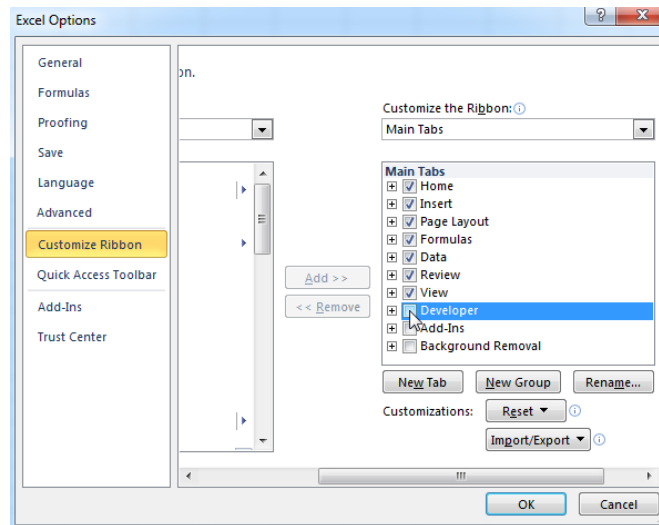 Excel Options
General
Formulas
Proofing
Save
Language
Advanced
Customize Ribbon
Quick Access Toolbar
Add-Ins
Trust Center
on.
Customize the Ribbon:
Main Tabs
Main Tabs
Home
Insert
Page Layout
Formulas
Data
Review
View
Developer
Add-Ins
Background Removal
Add >>
<< Remove
New Tab New Group Rename...
Customizations: Reset
Import/Export
OK Cancel